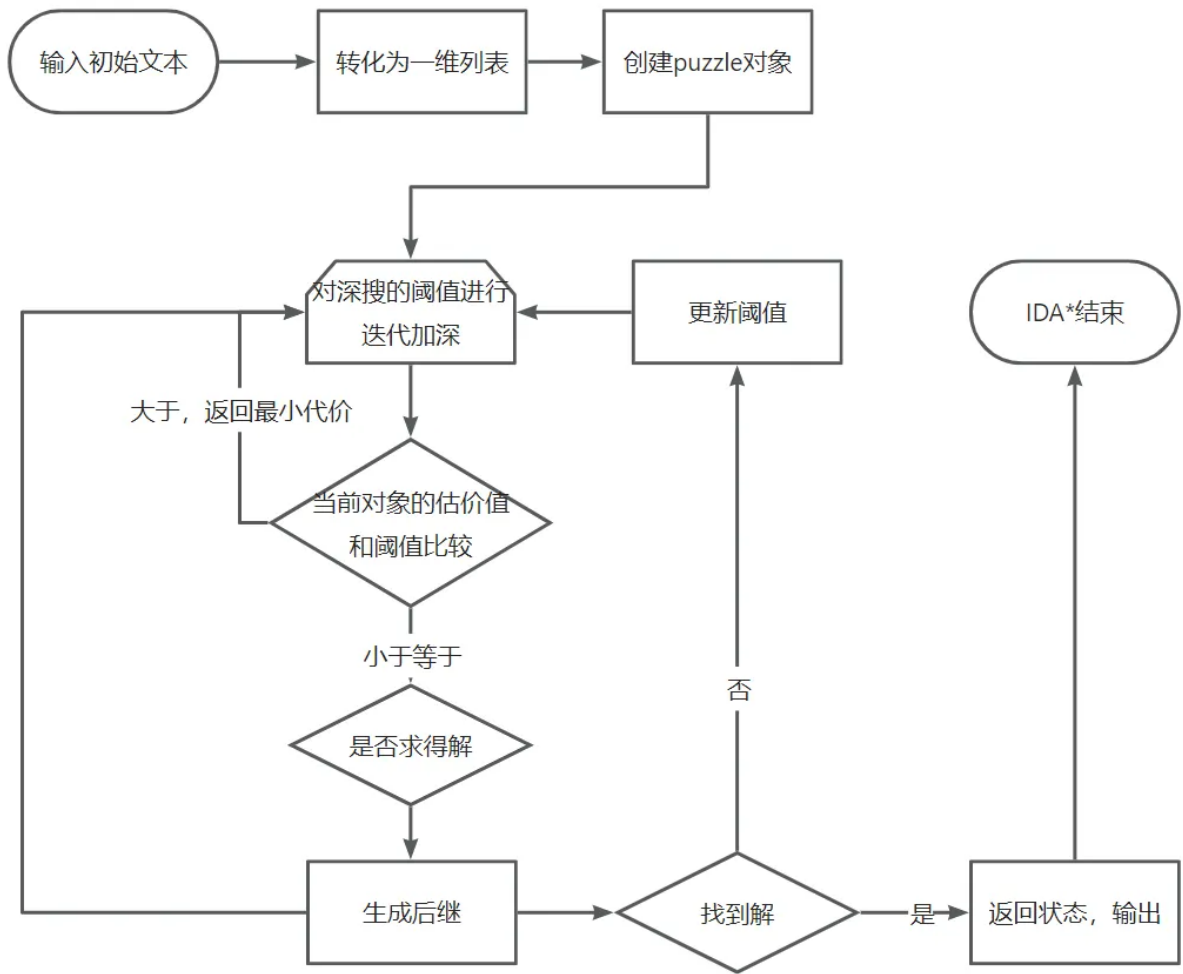 输入初始文本
转化为一维列表
创建puzzle对象
对深搜的阈值进行
迭代加深
更新阈值
IDA*结束
大于，返回最小代价
当前对象的估价值
和阈值比较
小于等于
否
是否求得解
生成后继
找到解
是
返回状态，输出